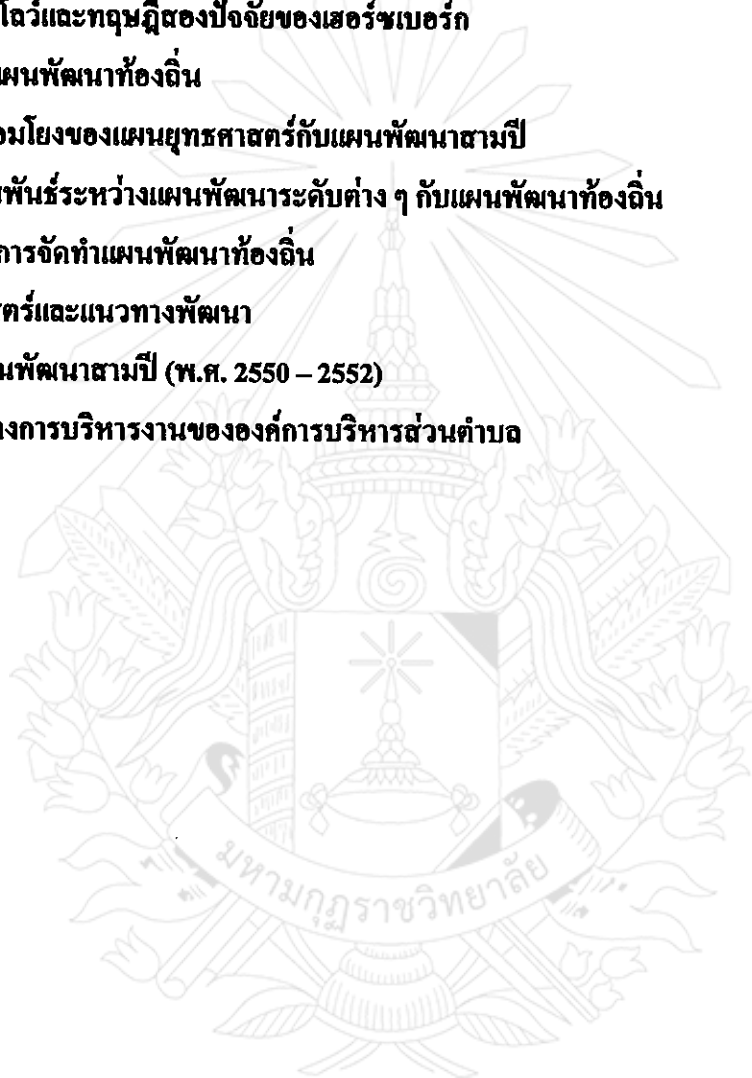 โลว์และทฤษฎีสองปัจจัยของเฮอร์ซเบอร์ก
แผนพัฒนาท้องถิ่น
อมโยงของแผนยุทธศาสตร์กับแผนพัฒนาสามปี
พันธ์ระหว่างแผนพัฒนาระดับต่าง ๆ กับแผนพัฒนาท้องถิ่น
การจัดทำแผนพัฒนาท้องถิ่น
ตร์และแนวทางพัฒนา
นพัฒนาสามปี (พ.ศ. 2550 – 2552)
างการบริหารงานขององค์การบริหารส่วนตำบล
มหามกุฏราชวิทยาลัย